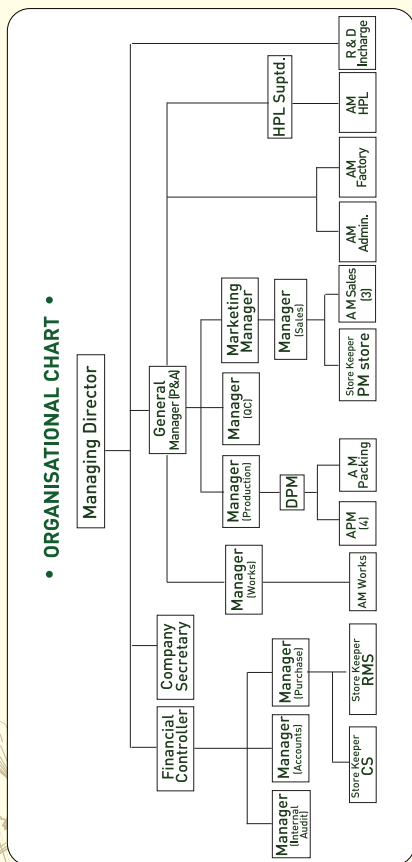 • ORGANISATIONAL CHART •
Managing Director
Financial
Controller
Company
Secretary
General
Manager (P&A)
R & D
Incharge
Manager
(Internal
Audit)
Manager
(Accounts)
Manager
(Purchase)
Manager
(Works)
Manager
(Production)
Manager
(QC)
Marketing
Manager
HPL Suptd.
DPM
Manager
(Sales)
Store Keeper
CS
Store Keeper
RMS
AM Works
APM
(4)
A M
Packing
Store Keeper
PM store
A M Sales
(3)
AM
Admin.
AM
Factory
AM
HPL